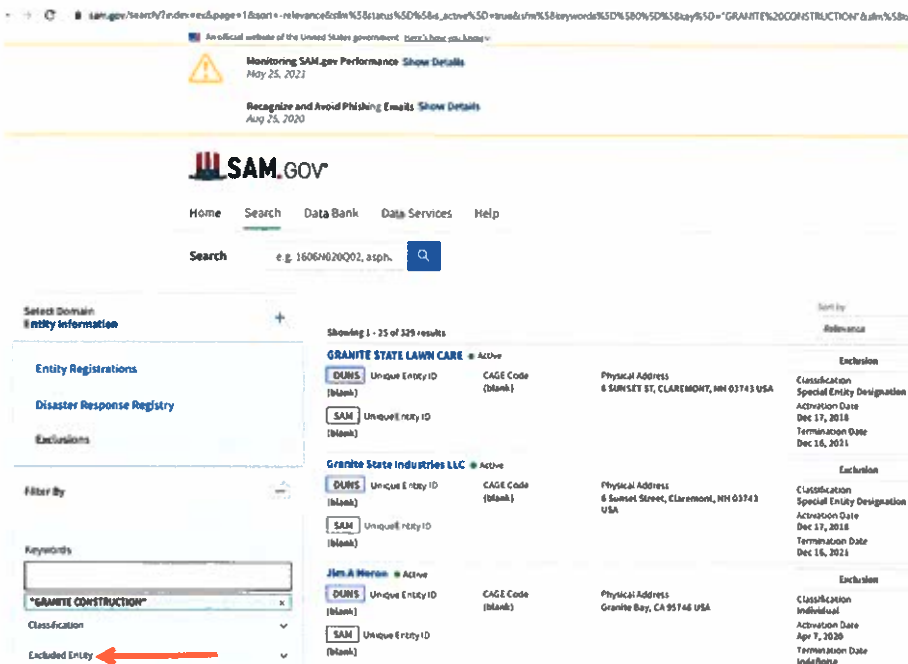 An official website of the United States government Here's how you know
Monitoring SAM.gov Performance Show Details
May 25, 2021
Recognize and Avoid Phishing Emails Show Details
Aug 25, 2020
SAM.GOV
Home Search Data Bank Data Services Help
Search e.g. 1606N020Q02, asph.
Select Domain
Entity Information +
Entity Registrations
Disaster Response Registry
Exclusions
Filter By
Keywords
"GRANITE CONSTRUCTION" ×
Classification
Excluded Entity
Sort by
Relevance
Showing 1 - 25 of 329 results
GRANITE STATE LAWN CARE Active
DUNS Unique Entity ID
(blank)
SAM Unique Entity ID
(blank)
CAGE Code
(blank)
Physical Address
6 SUNSET ST, CLAREMONT, NH 03743 USA
Exclusion
Classification
Special Entity Designation
Activation Date
Dec 17, 2018
Termination Date
Dec 16, 2021
Granite State Industries LLC Active
DUNS Unique Entity ID
(blank)
SAM Unique Entity ID
(blank)
CAGE Code
(blank)
Physical Address
6 Sunset Street, Claremont, NH 03743
USA
Exclusion
Classification
Special Entity Designation
Activation Date
Dec 17, 2018
Termination Date
Dec 16, 2021
Jim A Meron Active
DUNS Unique Entity ID
(blank)
SAM Unique Entity ID
(blank)
CAGE Code
(blank)
Physical Address
Granite Bay, CA 95746 USA
Exclusion
Classification
Individual
Activation Date
Apr 7, 2020
Termination Date
Indefinite